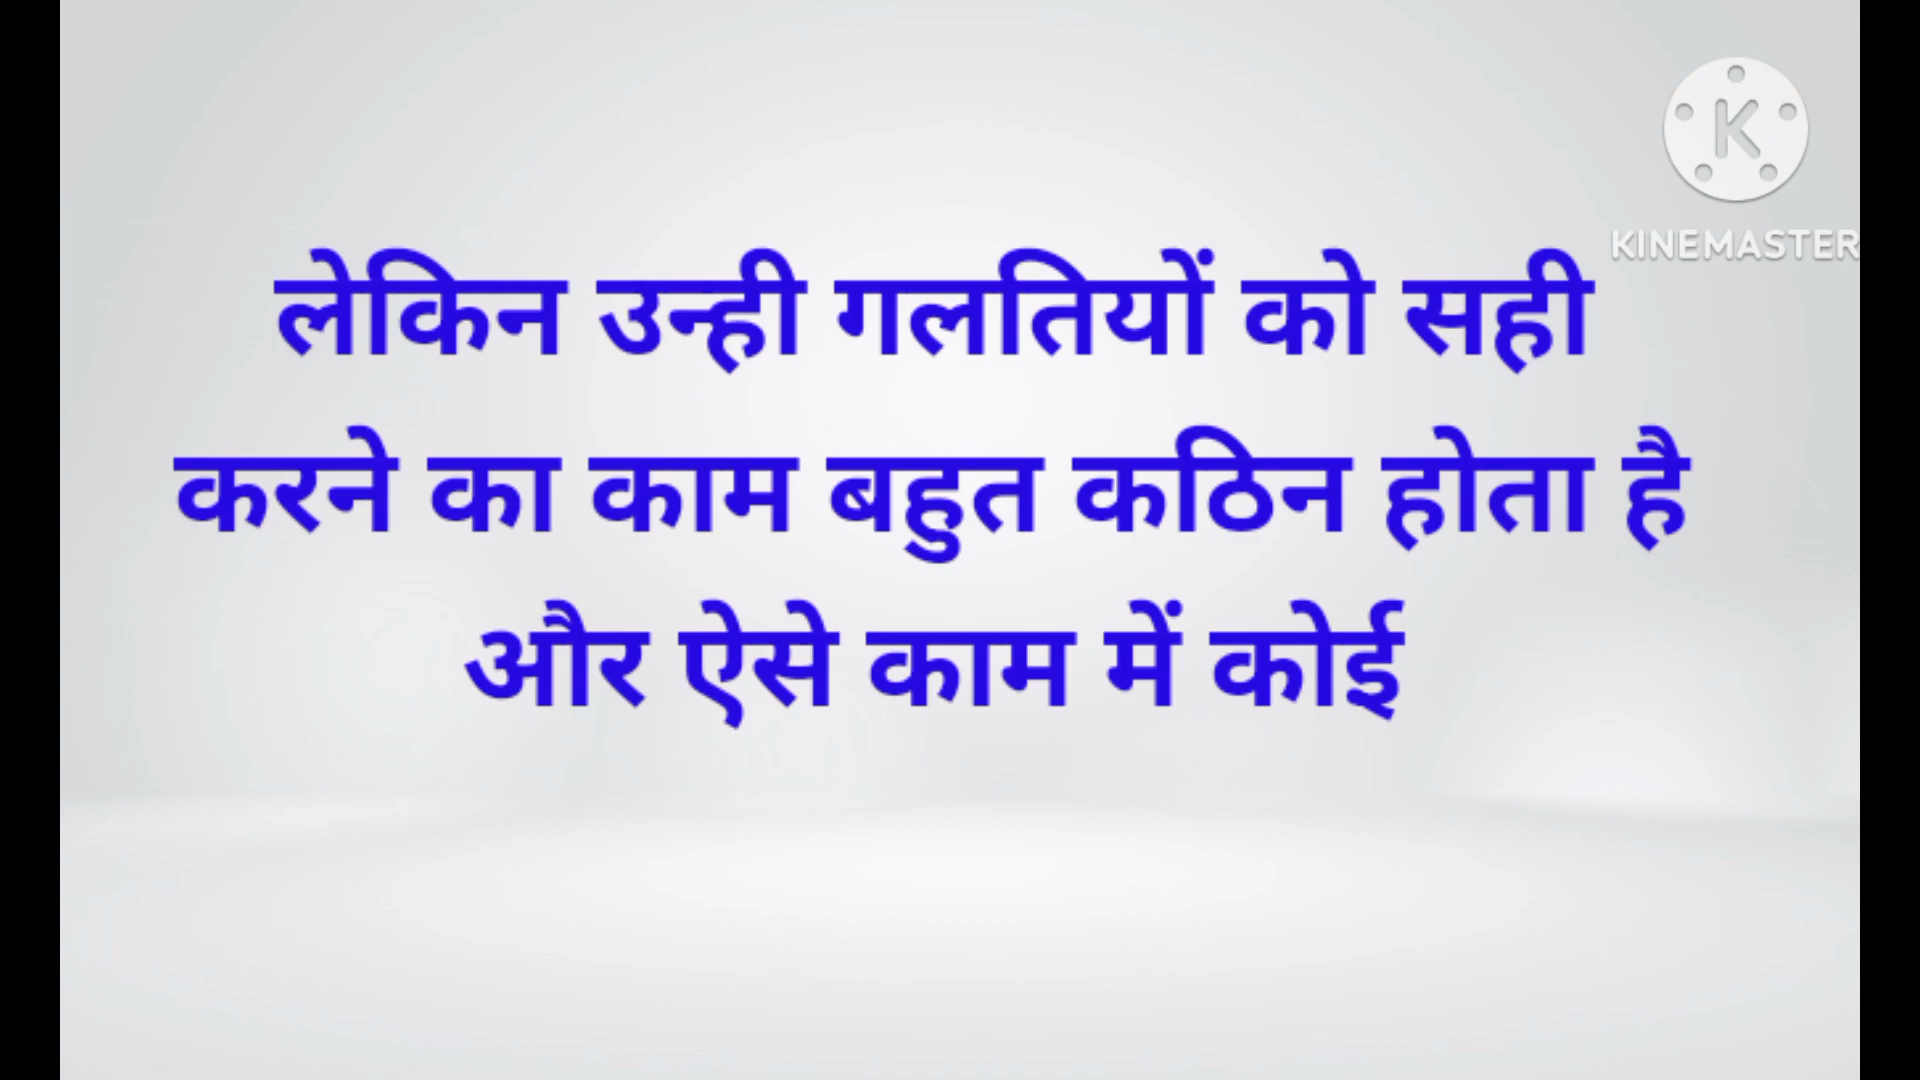 K
KINEMASTER
लेकिन उन्ही गलतियों को सही
करने का काम बहुत कठिन होता है
और ऐसे काम में कोई